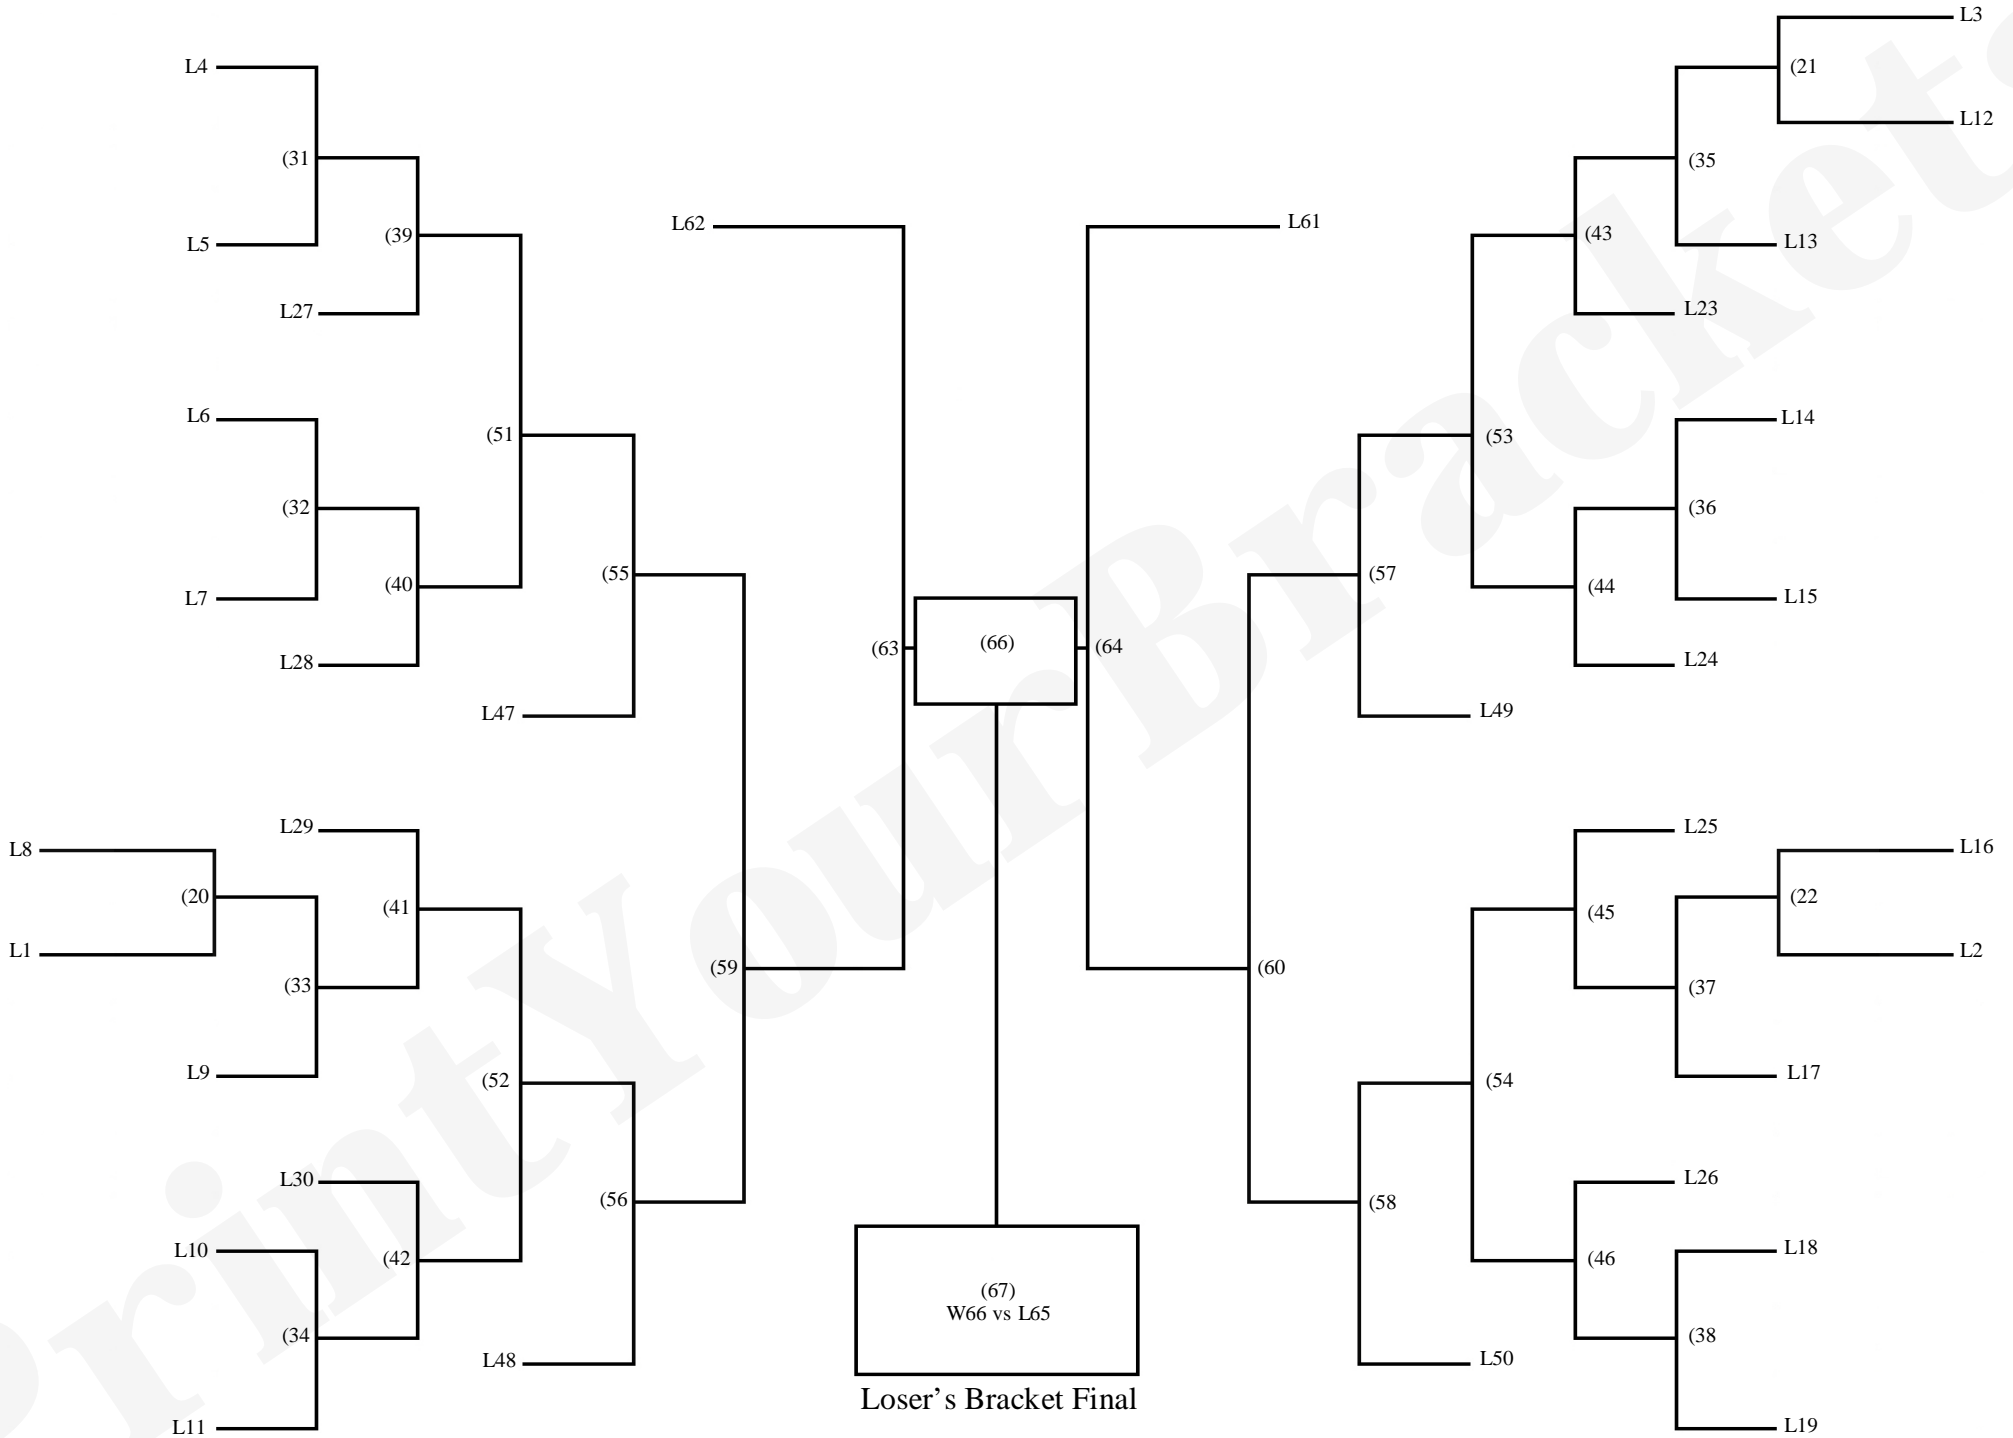 L3
L4
(21
L12
(31
(35
L62
L61
(39
(43
L5
L13
L27
L23
L6
L14
(51
(53
(32
(36
(55
(57
(40
(44
L7
L15
(63
(66)
(64
L28
L24
L47
L49
L29
L25
L8
L16
(20
(22
(41
(45
L1
L2
(59
(60
(33
(37
L9
L17
(52
(54
L30
L26
(56
(58
L10
L18
(42
(46
(67)
W66 vs L65
(34
(38
L48
L50
Loser’s Bracket Final
L11
L19
PrintYourBrackets